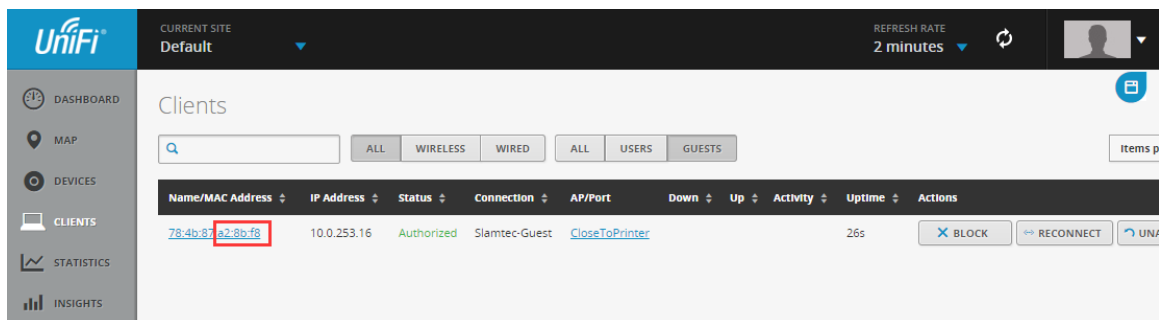 UniFi
CURRENT SITE
Default
REFRESH RATE
2 minutes
DASHBOARD
MAP
DEVICES
CLIENTS
STATISTICS
INSIGHTS
Clients
ALL WIRELESS WIRED ALL USERS GUESTS Items p
Name/MAC Address IP Address Status Connection AP/Port Down Up Activity Uptime Actions
78:4b:87:a2:8b:f8 10.0.253.16 Authorized Slamtec-Guest CloseToPrinter 26s BLOCK RECONNECT UNA